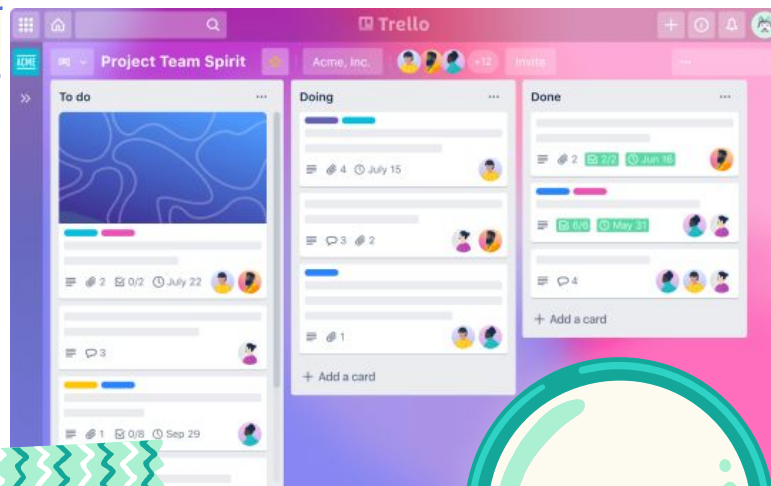 Trello
ACME
Project Team Spirit
Acme, Inc.
+12
Invite
To do
2 0/2 July 22
3
1 0/8 Sep 29
Doing
4 July 15
3 2
1
+ Add a card
Done
2 2/2 Jun 16
6/6 May 31
4
+ Add a card